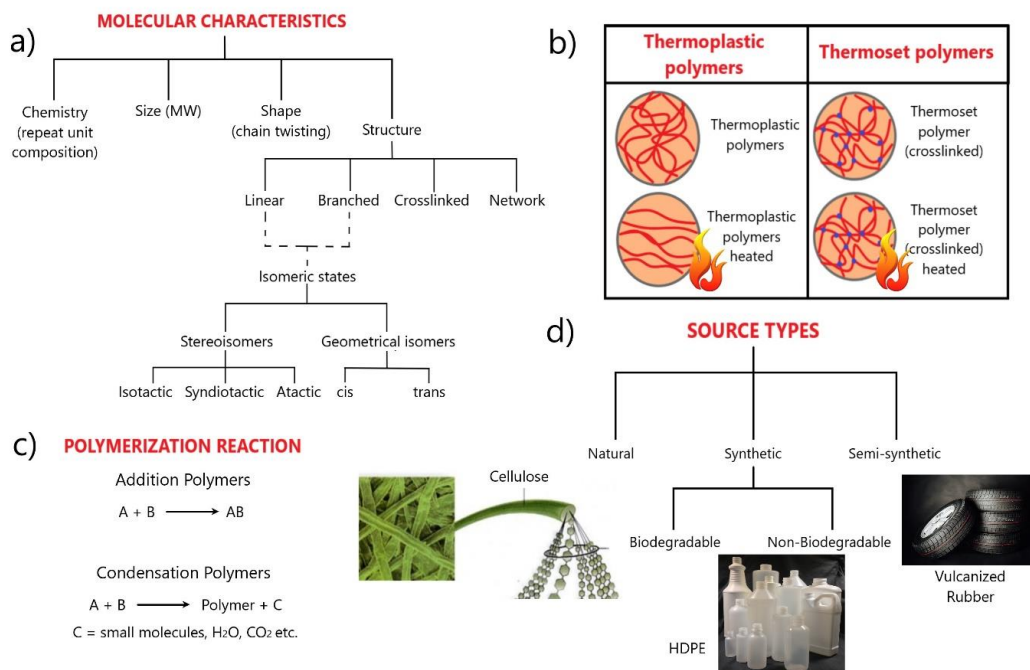 a)
MOLECULAR CHARACTERISTICS
Chemistry
(repeat unit
composition)
Size (MW)
Shape
(chain twisting)
Structure
Linear
Branched
Crosslinked
Network
Isomeric states
Stereoisomers
Geometrical isomers
Isotactic
Syndiotactic
Atactic
cis
trans
b)
Thermoplastic
polymers
Thermoset polymers
Thermoplastic
polymers
Thermoset
polymer
(crosslinked)
Thermoplastic
polymers
heated
Thermoset
polymer
(crosslinked)
heated
c)
POLYMERIZATION REACTION
Addition Polymers
A + B ⟶ AB
Condensation Polymers
A + B ⟶ Polymer + C
C = small molecules, H₂O, CO₂ etc.
d)
SOURCE TYPES
Natural
Synthetic
Semi-synthetic
Cellulose
Biodegradable
Non-Biodegradable
HDPE
Vulcanized
Rubber